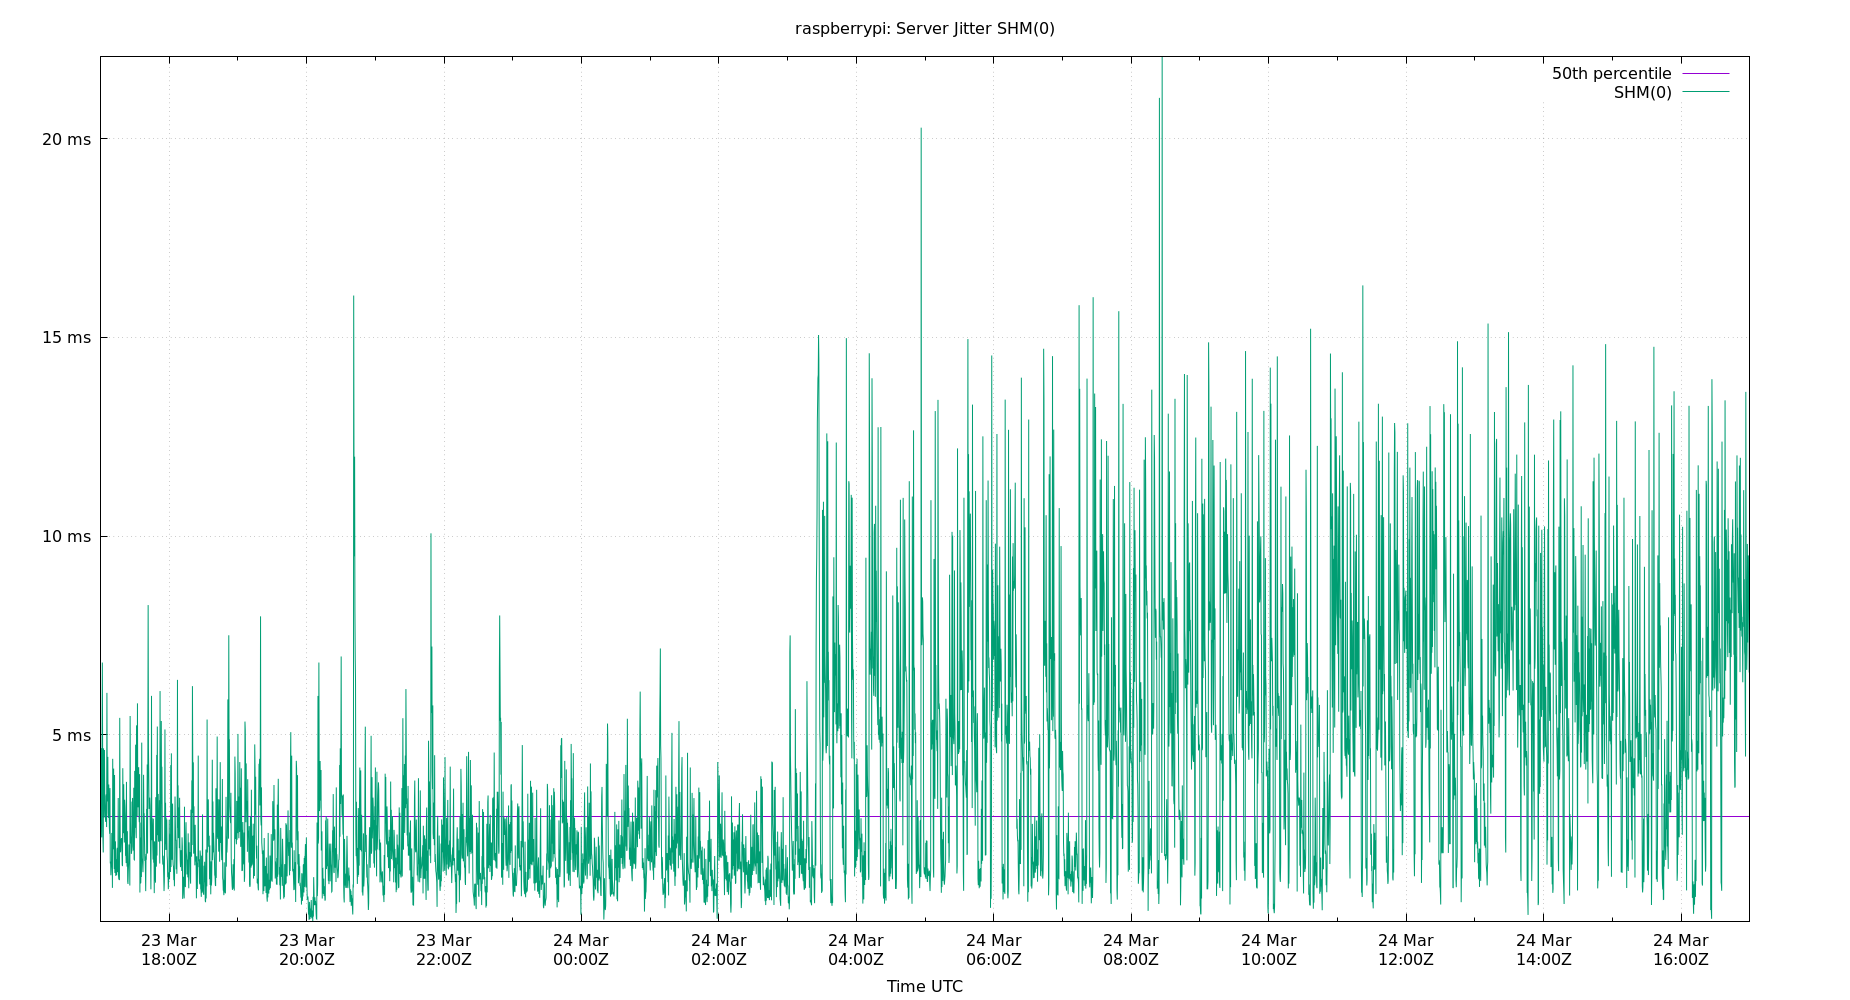 raspberrypi: Server Jitter SHM(0)
50th percentile
SHM(0)
20 ms
15 ms
10 ms
5 ms
23 Mar 23 Mar 23 Mar 24 Mar 24 Mar 24 Mar 24 Mar 24 Mar 24 Mar 24 Mar 24 Mar 24 Mar
18:00Z 20:00Z 22:00Z 00:00Z 02:00Z 04:00Z 06:00Z 08:00Z 10:00Z 12:00Z 14:00Z 16:00Z
Time UTC